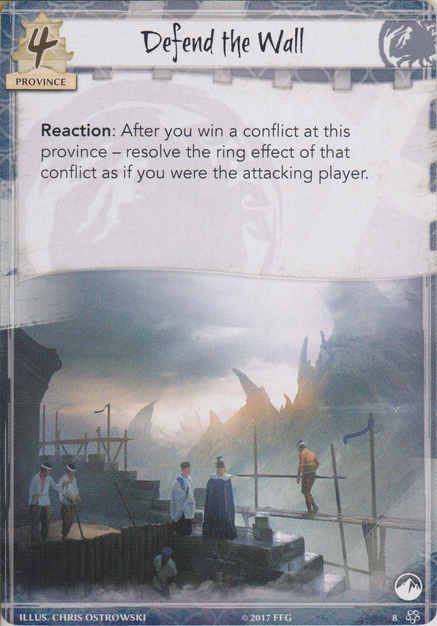 4
Defend the Wall
PROVINCE
Reaction: After you win a conflict at this
province – resolve the ring effect of that
conflict as if you were the attacking player.
ILLUS. CHRIS OSTROWSKI © 2017 FFG 8